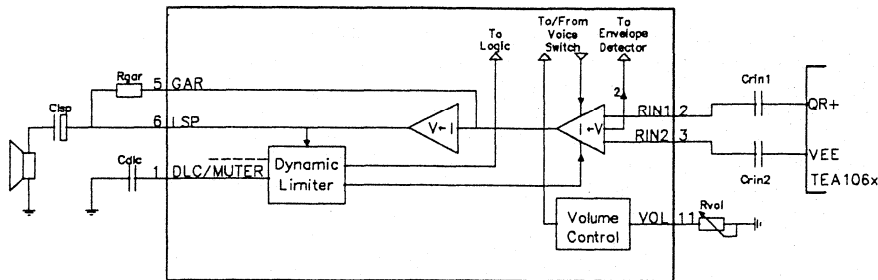 To
Logic
To/From
Voice
Switch
To
Envelope
Detector
Rgar
5 GAR
2
Crin1
RIN1 2
QR+
Clsp
6 LSP
V←I
I←V
RIN2 3
VEE
Crin2
TEA106x
Cdlc
1 DLC/MUTER
Dynamic
Limiter
Volume
Control
VOL 11
Rvol